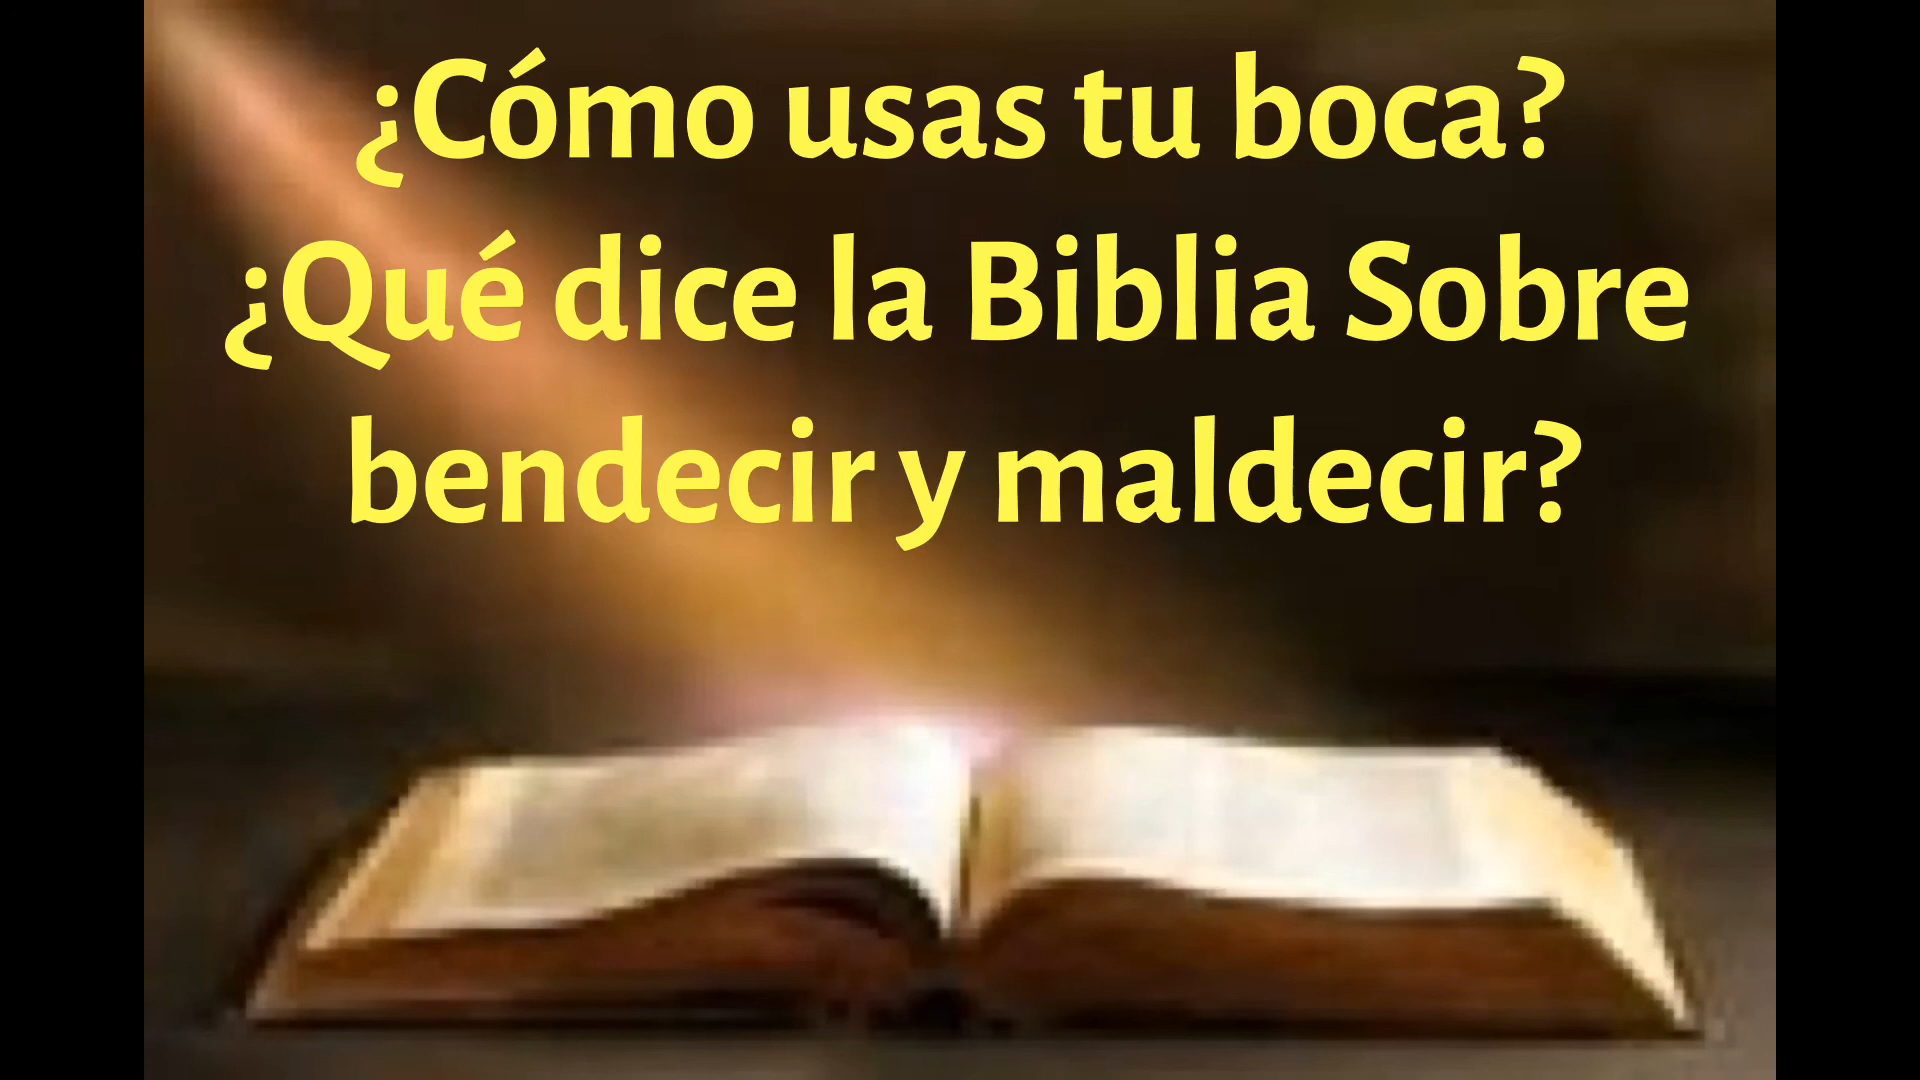 ¿Cómo usas tu boca?
¿Qué dice la Biblia Sobre
bendecir y maldecir?